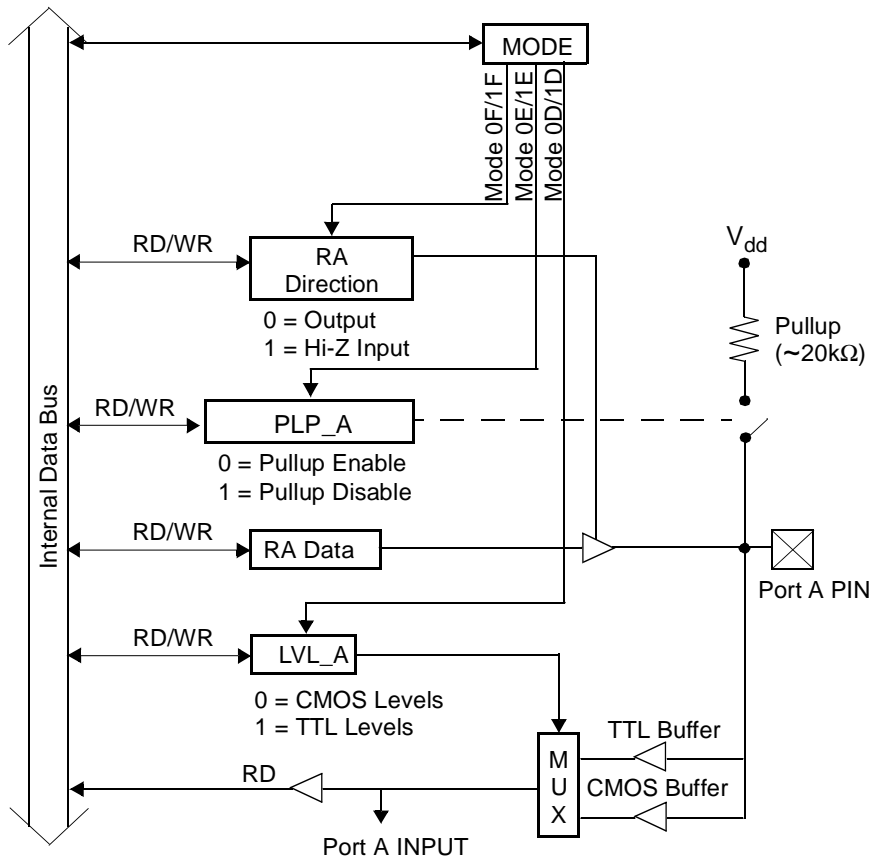 MODE
Mode 0F/1F
Mode 0E/1E
Mode 0D/1D
Internal Data Bus
RD/WR
RA
Direction
0 = Output
1 = Hi-Z Input
Vdd
Pullup
(~20kΩ)
RD/WR
PLP_A
0 = Pullup Enable
1 = Pullup Disable
RD/WR
RA Data
Port A PIN
RD/WR
LVL_A
0 = CMOS Levels
1 = TTL Levels
M
U
X
TTL Buffer
CMOS Buffer
RD
Port A INPUT